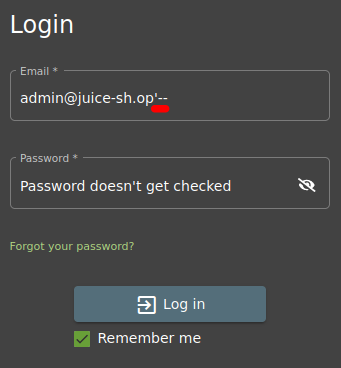 Login
Email *
admin@juice-sh.op'--
Password *
Password doesn't get checked
Forgot your password?
Log in
Remember me